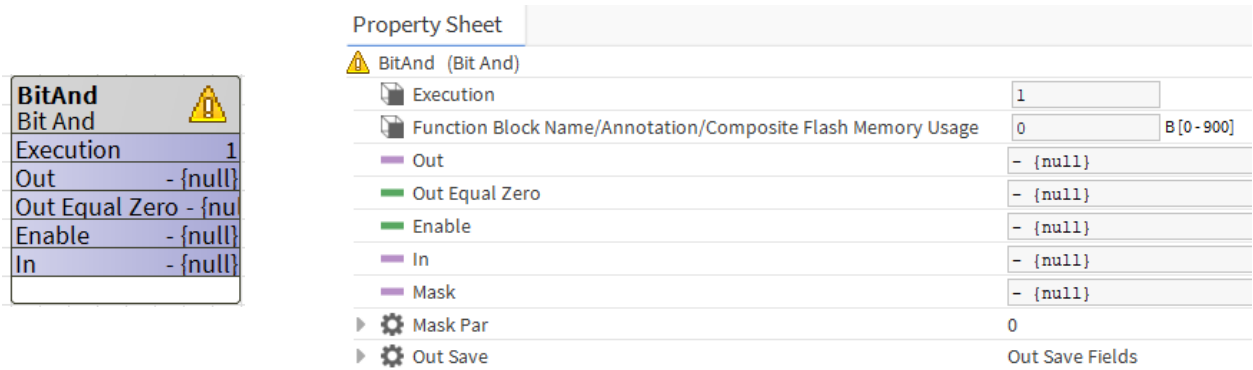 BitAnd
Bit And
Execution 1
Out - {null}
Out Equal Zero - {nul
Enable - {null}
In - {null}
Property Sheet
BitAnd (Bit And)
Execution 1
Function Block Name/Annotation/Composite Flash Memory Usage 0 B [0 - 900]
Out - {null}
Out Equal Zero - {null}
Enable - {null}
In - {null}
Mask - {null}
Mask Par 0
Out Save Out Save Fields